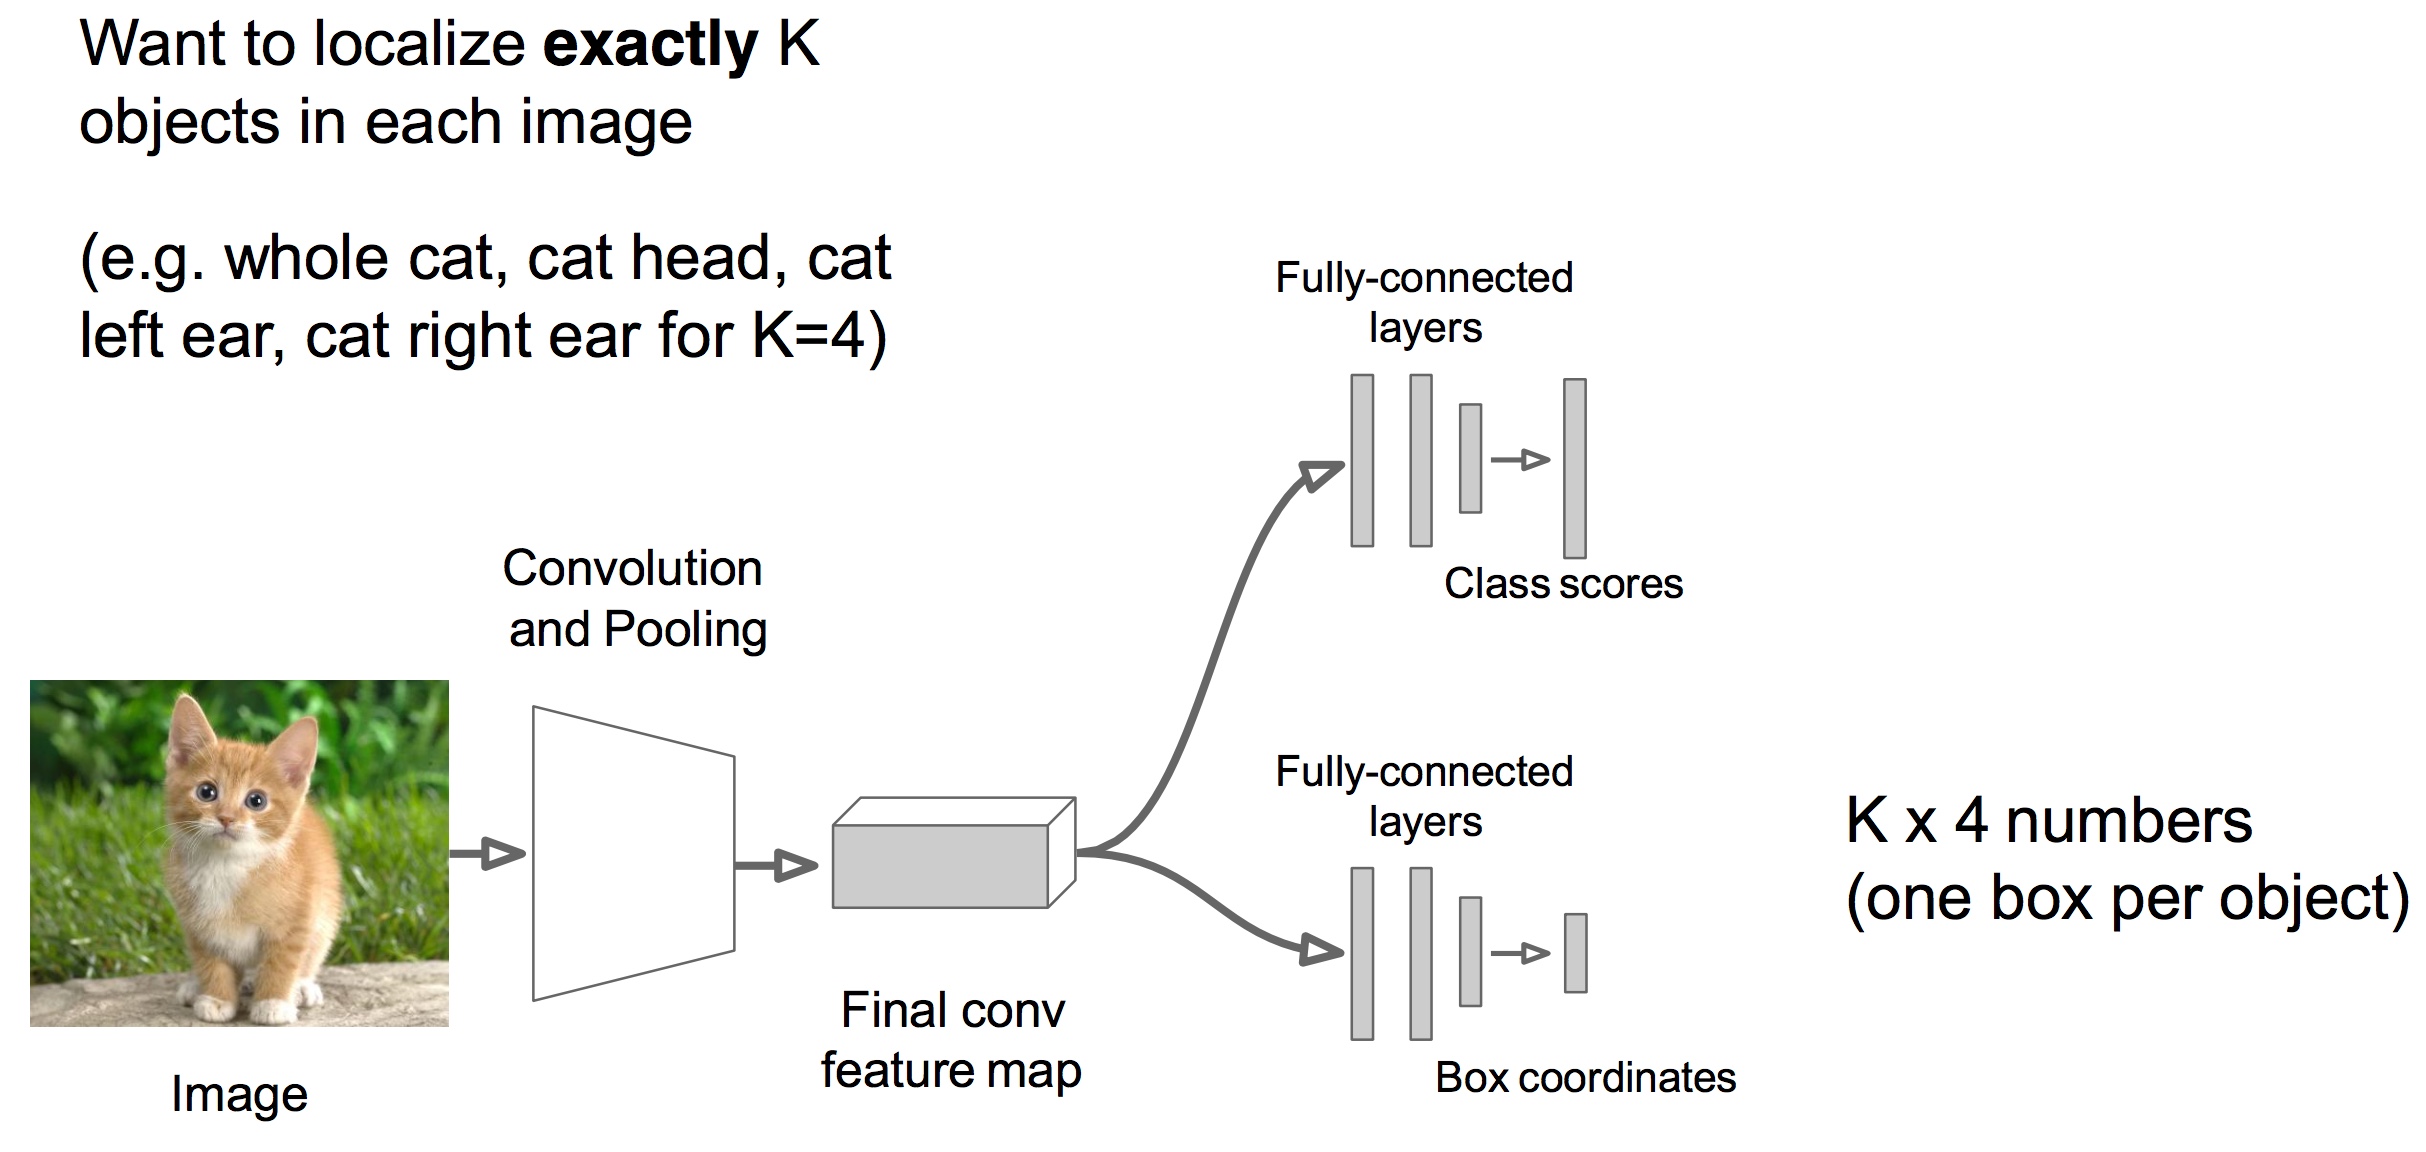 Want to localize exactly K
objects in each image
(e.g. whole cat, cat head, cat
left ear, cat right ear for K=4)
Fully-connected
layers
Class scores
Convolution
and Pooling
Fully-connected
layers
K x 4 numbers
(one box per object)
Final conv
feature map
Box coordinates
Image